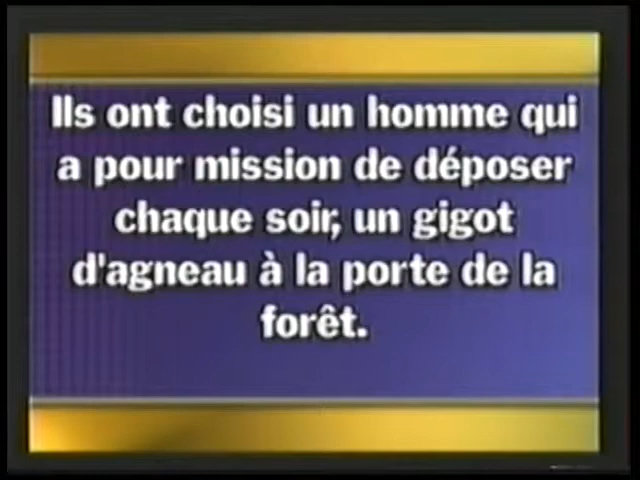 Ils ont choisi un homme qui
a pour mission de déposer
chaque soir, un gigot
d'agneau à la porte de la
forêt.